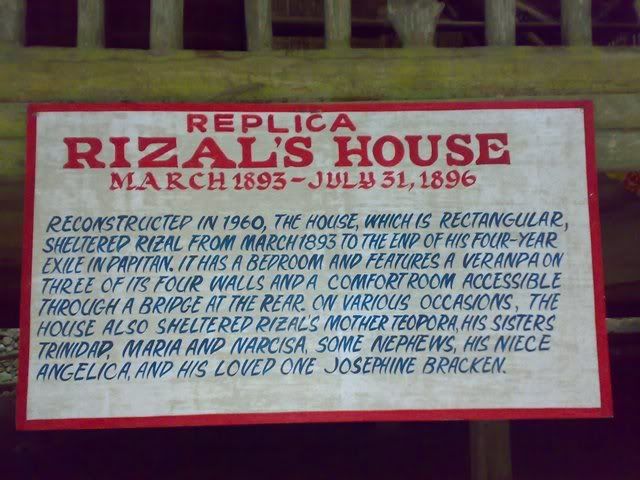 REPLICA
RIZAL'S HOUSE
MARCH 1893 - JULY 31, 1896
RECONSTRUCTED IN 1960, THE HOUSE, WHICH IS RECTANGULAR,
SHELTERED RIZAL FROM MARCH 1893 TO THE END OF HIS FOUR-YEAR
EXILE IN DAPITAN. IT HAS A BEDROOM AND FEATURES A VERANDA ON
THREE OF ITS FOUR WALLS AND A COMFORT ROOM ACCESSIBLE
THROUGH A BRIDGE AT THE REAR. ON VARIOUS OCCASIONS, THE
HOUSE ALSO SHELTERED RIZAL'S MOTHER TEODORA, HIS SISTERS
TRINIDAD, MARIA AND NARCISA, SOME NEPHEWS, HIS NIECE
ANGELICA, AND HIS LOVED ONE JOSEPHINE BRACKEN.